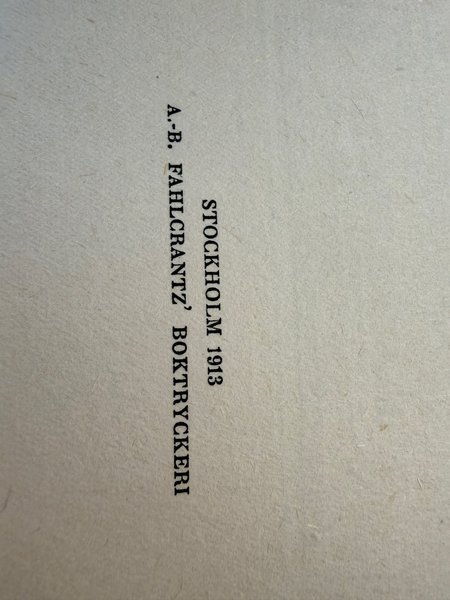 STOCKHOLM 1913
A.-B. FAHLCRANTZ' BOKTRYCKERI